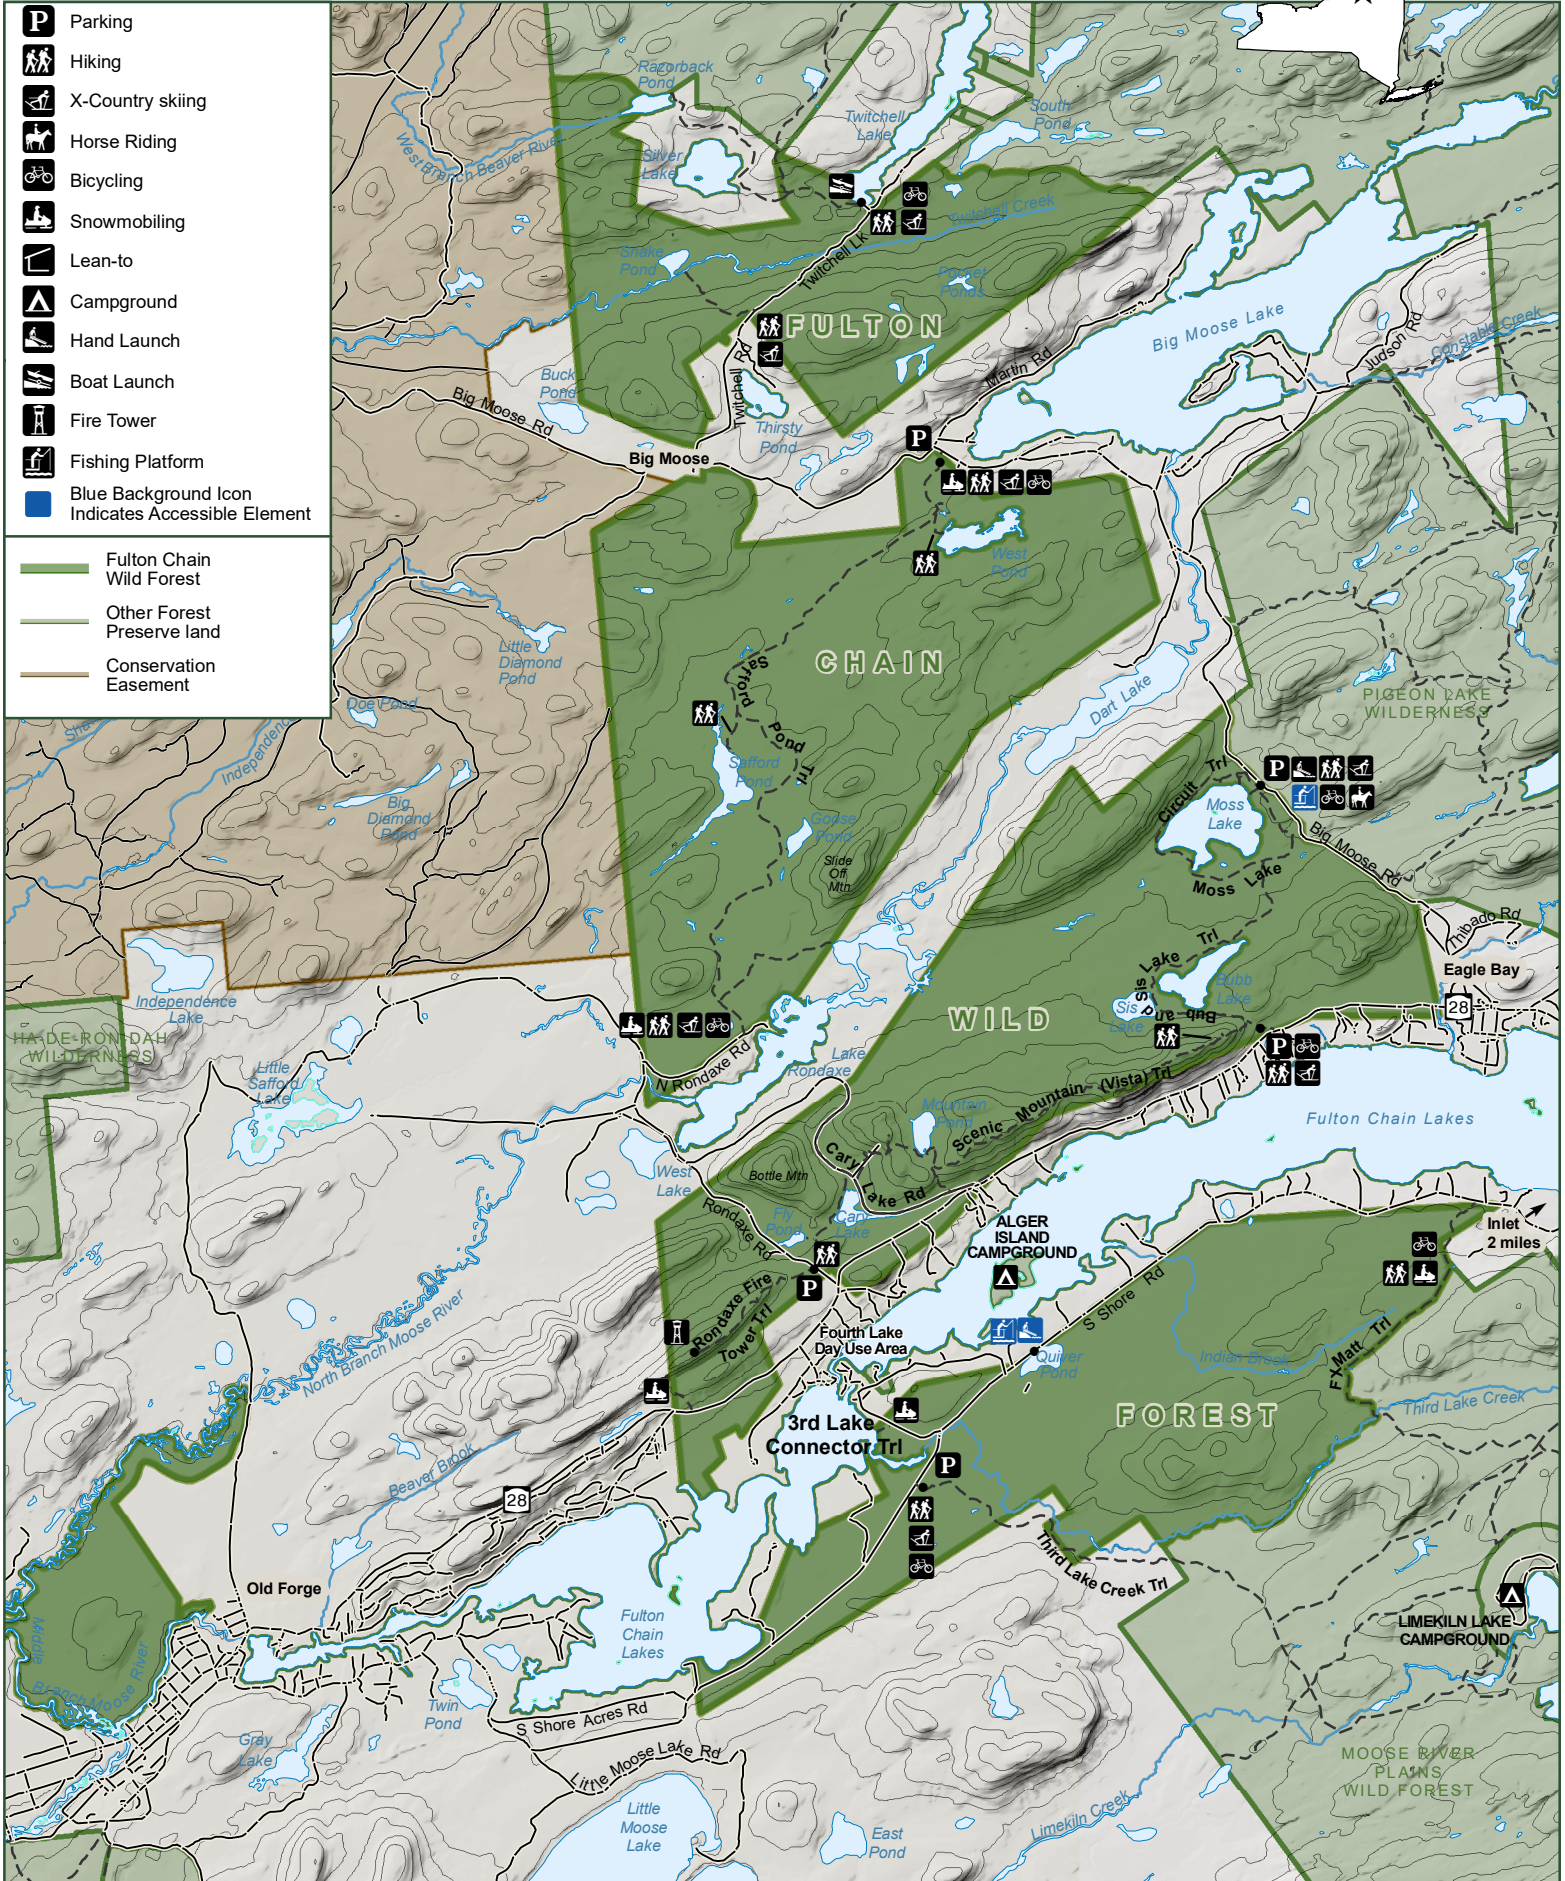 P
Parking
Hiking
X-Country skiing
Horse Riding
Bicycling
Snowmobiling
Lean-to
Campground
Hand Launch
Boat Launch
Fire Tower
Fishing Platform
Blue Background Icon
Indicates Accessible Element
Fulton Chain
Wild Forest
Other Forest
Preserve land
Conservation
Easement
Razorback
Pond
West Branch Beaver River
Silver
Lake
Twitchell
Lake
South
Pond
Twitchell Creek
Snake
Pond
Twitchell Lk
Pocket
Ponds
FULTON
Twitchell Rd
Buck
Pond
Big Moose Rd
Big Moose
Thirsty
Pond
Martin Rd
Big Moose Lake
Judson Rd
Constable Creek
P
West
Pond
Little
Diamond
Pond
CHAIN
Safford Pond Trl
Dart Lake
PIGEON LAKE
WILDERNESS
Doe Pond
Independenc
Big
Diamond
Pond
Safford
Pond
Goose
Pond
Slide
Off
Mtn
Circuit Trl
Moss
Lake
Moss Lake
P
Big Moose Rd
Thibado Rd
Eagle Bay
28
Independence
Lake
HA-DE-RON-DAH
WILDERNESS
Bubb
Lake
Sis
Lake
Bub and Sis Lake Trl
WILD
P
Little
Safford
Lake
N Rondaxe Rd
Lake
Rondaxe
Mountain
Pond
Scenic Mountain (Vista) Trl
Fulton Chain Lakes
West
Lake
Bottle Mtn
Cary Lake Rd
Rondaxe Rd
Fly
Pond
Cary
Lake
P
ALGER
ISLAND
CAMPGROUND
Inlet
2 miles
North Branch Moose River
Rondaxe Fire
Tower Trl
Fourth Lake
Day Use Area
S Shore Rd
Quiver
Pond
Indian Brook
FX Matt Trl
Third Lake Creek
FOREST
3rd Lake
Connector Trl
P
Beaver Brook
28
Third Lake Creek Trl
Old Forge
Fulton
Chain
Lakes
LIMEKILN LAKE
CAMPGROUND
Middle
Branch Moose River
Twin
Pond
S Shore Acres Rd
Gray
Lake
Little Moose Lake Rd
Little
Moose
Lake
East
Pond
Limekiln Creek
MOOSE RIVER
PLAINS
WILD FOREST